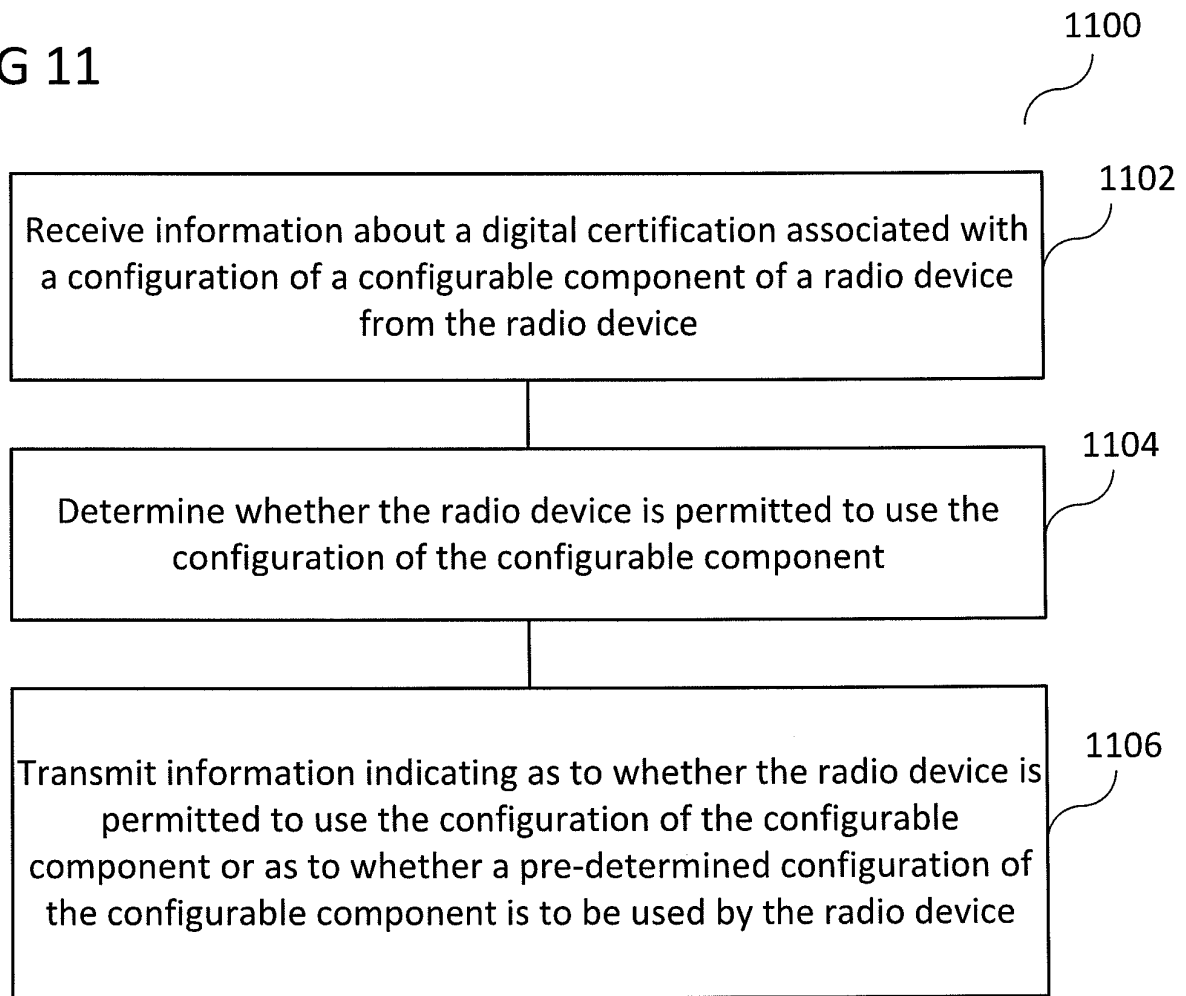 G 11
1100
1102
Receive information about a digital certification associated with
a configuration of a configurable component of a radio device
from the radio device
1104
Determine whether the radio device is permitted to use the
configuration of the configurable component
1106
Transmit information indicating as to whether the radio device is
permitted to use the configuration of the configurable
component or as to whether a pre-determined configuration of
the configurable component is to be used by the radio device